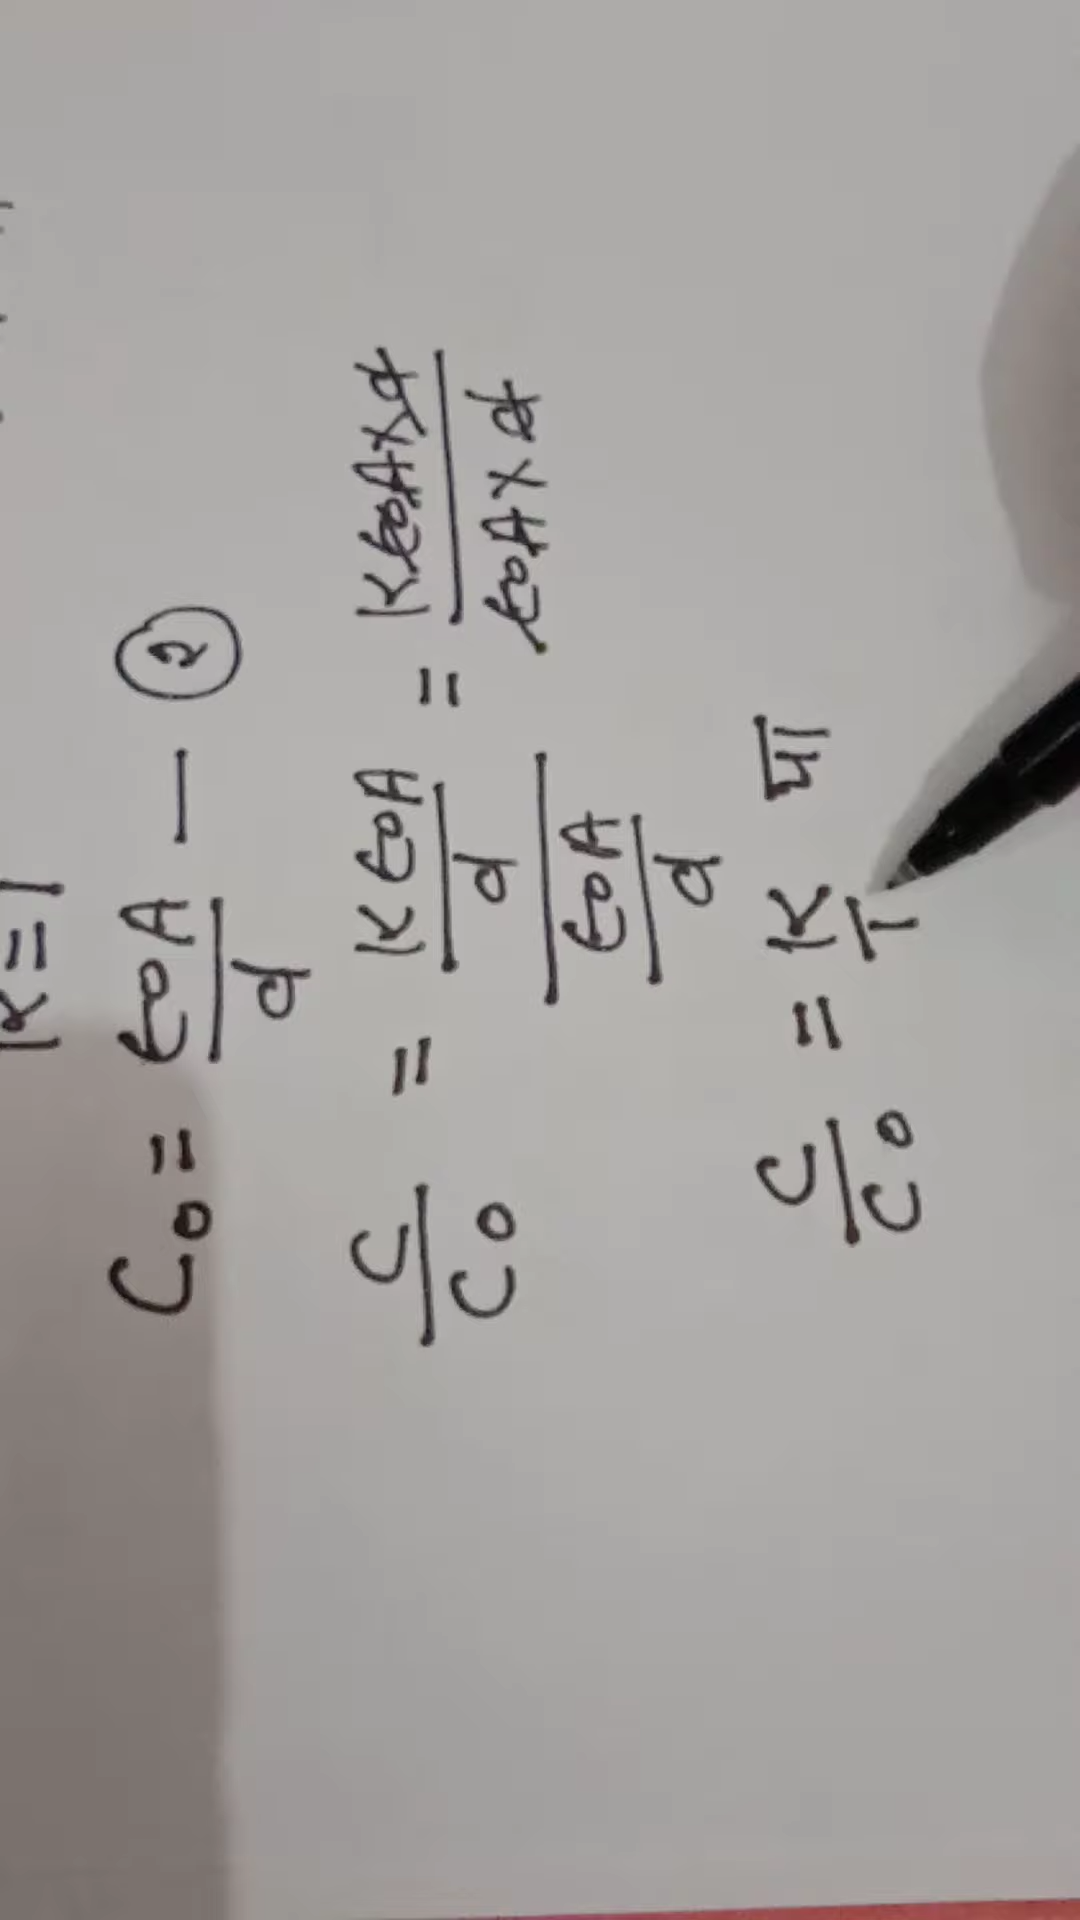 K = 1
C₀ = ε₀A/d — ②
C/C₀ = (Kε₀A/d)/(ε₀A/d) = (Kε₀A×d)/(ε₀A×d)
C/C₀ = K/1 या